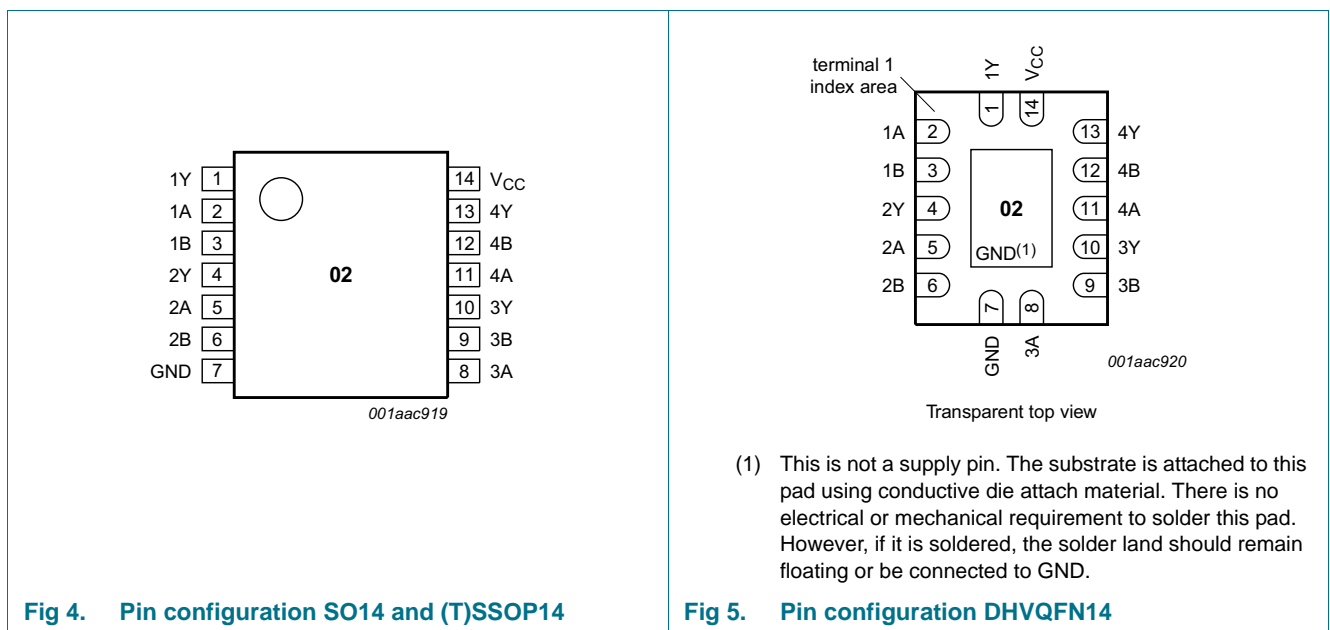 1Y 1 14 VCC
1A 2 13 4Y
1B 3 12 4B
2Y 4 02 11 4A
2A 5 10 3Y
2B 6 9 3B
GND 7 8 3A
001aac919
Fig 4. Pin configuration SO14 and (T)SSOP14
terminal 1
index area
1Y VCC
1 14
1A 2 13 4Y
1B 3 12 4B
2Y 4 02 11 4A
2A 5 GND(1) 10 3Y
2B 6 9 3B
7 8
GND 3A
001aac920
Transparent top view
(1) This is not a supply pin. The substrate is attached to this
pad using conductive die attach material. There is no
electrical or mechanical requirement to solder this pad.
However, if it is soldered, the solder land should remain
floating or be connected to GND.
Fig 5. Pin configuration DHVQFN14